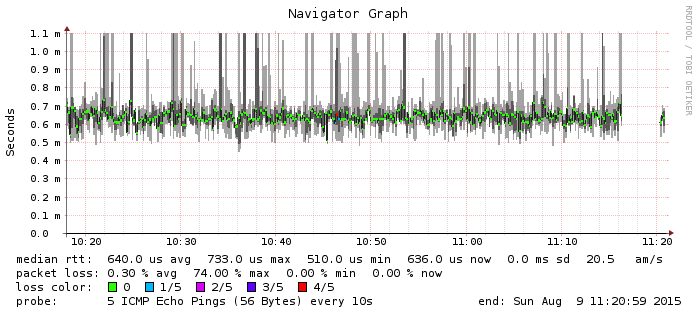 Navigator Graph
RRDTOOL / TOBI OETIKER
Seconds
1.1 m
1.0 m
0.9 m
0.8 m
0.7 m
0.6 m
0.5 m
0.4 m
0.3 m
0.2 m
0.1 m
0.0
10:20 10:30 10:40 10:50 11:00 11:10 11:20
median rtt: 640.0 us avg 733.0 us max 510.0 us min 636.0 us now 0.0 ms sd 20.5 am/s
packet loss: 0.30 % avg 74.00 % max 0.00 % min 0.00 % now
loss color: 0 1/5 2/5 3/5 4/5
probe: 5 ICMP Echo Pings (56 Bytes) every 10s end: Sun Aug 9 11:20:59 2015